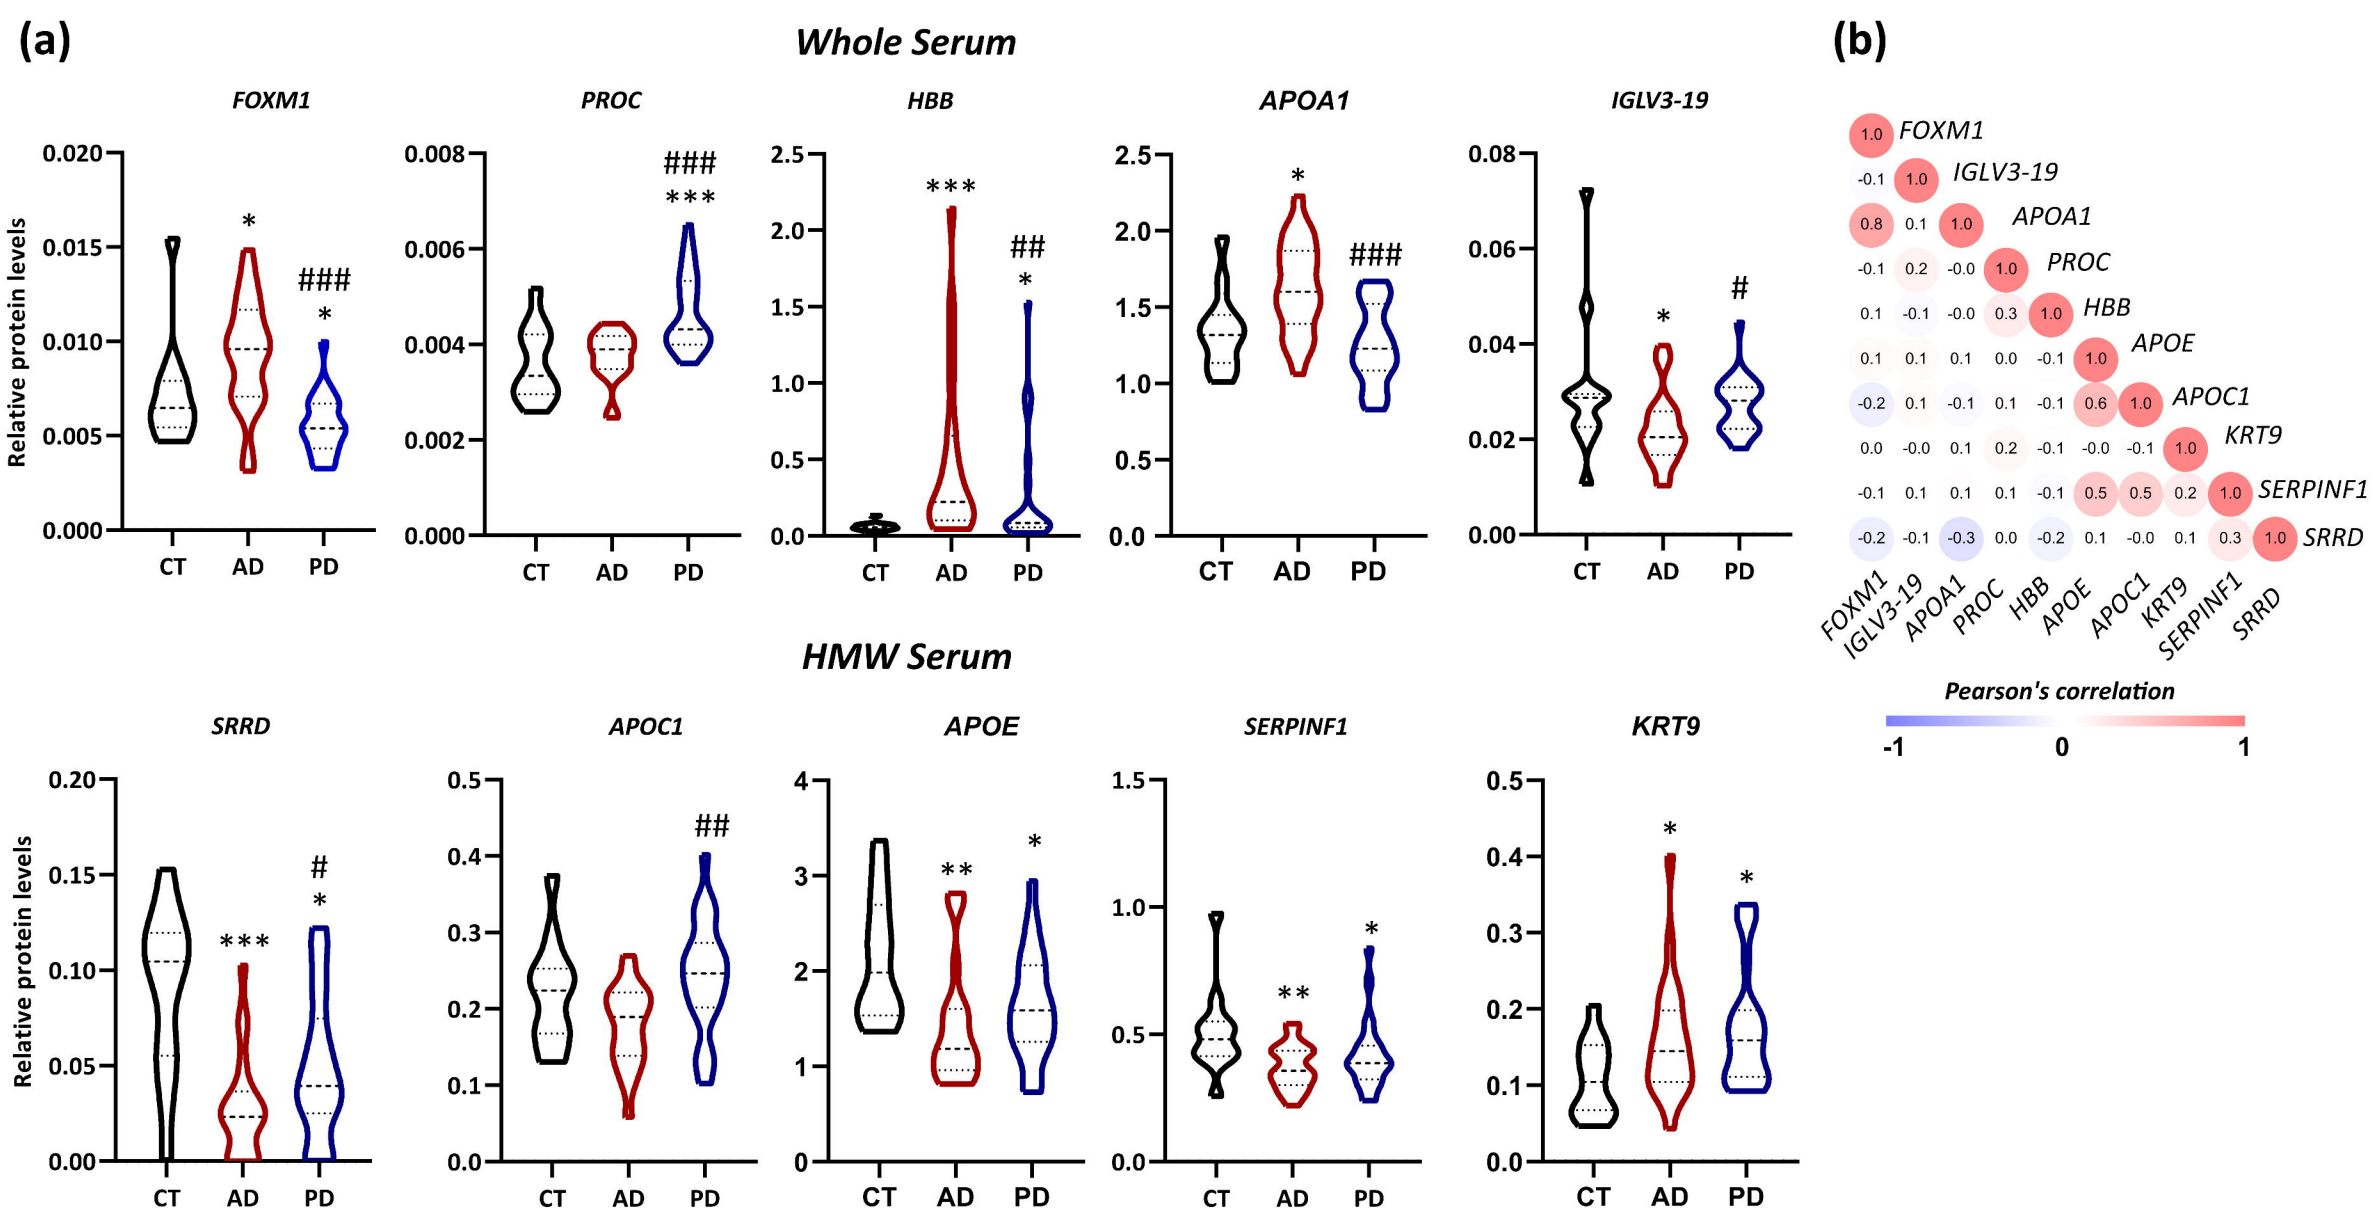 (a)
Whole Serum
(b)
FOXM1 PROC HBB APOA1 IGLV3-19
Relative protein levels
0.020
0.015
0.010
0.005
0.000
*
###
*
CT AD PD
0.008
0.006
0.004
0.002
0.000
###
***
CT AD PD
2.5
2.0
1.5
1.0
0.5
0.0
***
##
*
CT AD PD
2.5
2.0
1.5
1.0
0.5
0.0
*
###
CT AD PD
0.08
0.06
0.04
0.02
0.00
*
#
CT AD PD
1.0 FOXM1
-0.1 1.0 IGLV3-19
0.8 0.1 1.0 APOA1
-0.1 0.2 -0.0 1.0 PROC
0.1 -0.1 -0.0 0.3 1.0 HBB
0.1 0.1 0.1 0.0 -0.1 1.0 APOE
-0.2 0.1 -0.1 0.1 -0.1 0.6 1.0 APOC1
0.0 -0.0 0.1 0.2 -0.1 -0.0 -0.1 1.0 KRT9
-0.1 0.1 0.1 0.1 -0.1 0.5 0.5 0.2 1.0 SERPINF1
-0.2 -0.1 -0.3 0.0 -0.2 0.1 -0.0 0.1 0.3 1.0 SRRD
FOXM1 IGLV3-19 APOA1 PROC HBB APOE APOC1 KRT9 SERPINF1 SRRD
Pearson's correlation
-1 0 1
HMW Serum
SRRD APOC1 APOE SERPINF1 KRT9
Relative protein levels
0.20
0.15
0.10
0.05
0.00
***
#
*
CT AD PD
0.5
0.4
0.3
0.2
0.1
0.0
##
CT AD PD
4
3
2
1
0
**
*
CT AD PD
1.5
1.0
0.5
0.0
**
*
CT AD PD
0.5
0.4
0.3
0.2
0.1
0.0
*
*
CT AD PD